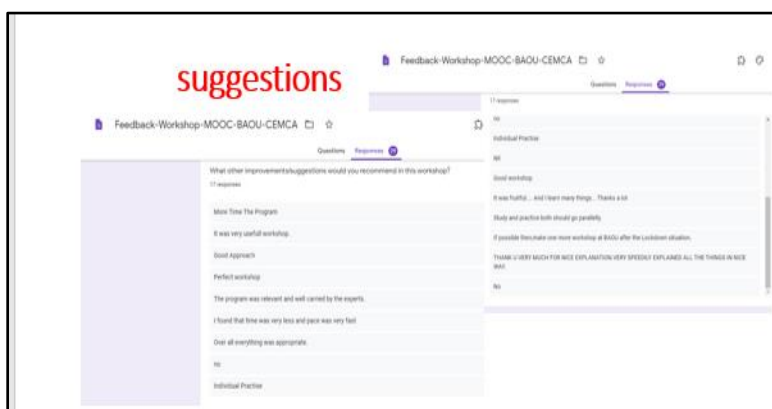 suggestions
Feedback-Workshop-MOOC-BAOU-CEMCA
Questions Responses
What other improvements/suggestions would you recommend in this workshop?
17 responses
More Time The Program
It was very usefull workshop.
Good Approach
Perfect workshop
The program was relevant and well carried by the experts.
I found that time was very less and pace was very fast
Over all everything was appropriate.
no
Individual Practise
Feedback-Workshop-MOOC-BAOU-CEMCA
Questions Responses
17 responses
no
Individual Practise
Nil
Good workshop
It was fruitful.... And I learn many things... Thanks a lot
Study and practice both should go parallelly.
If possible then,make one more workshop at BAOU after the Lockdown situation.
THANK U VERY MUCH FOR NICE EXPLANATION VERY SPEEDLY EXPLAINED ALL THE THINGS IN NICE
WAY.
No